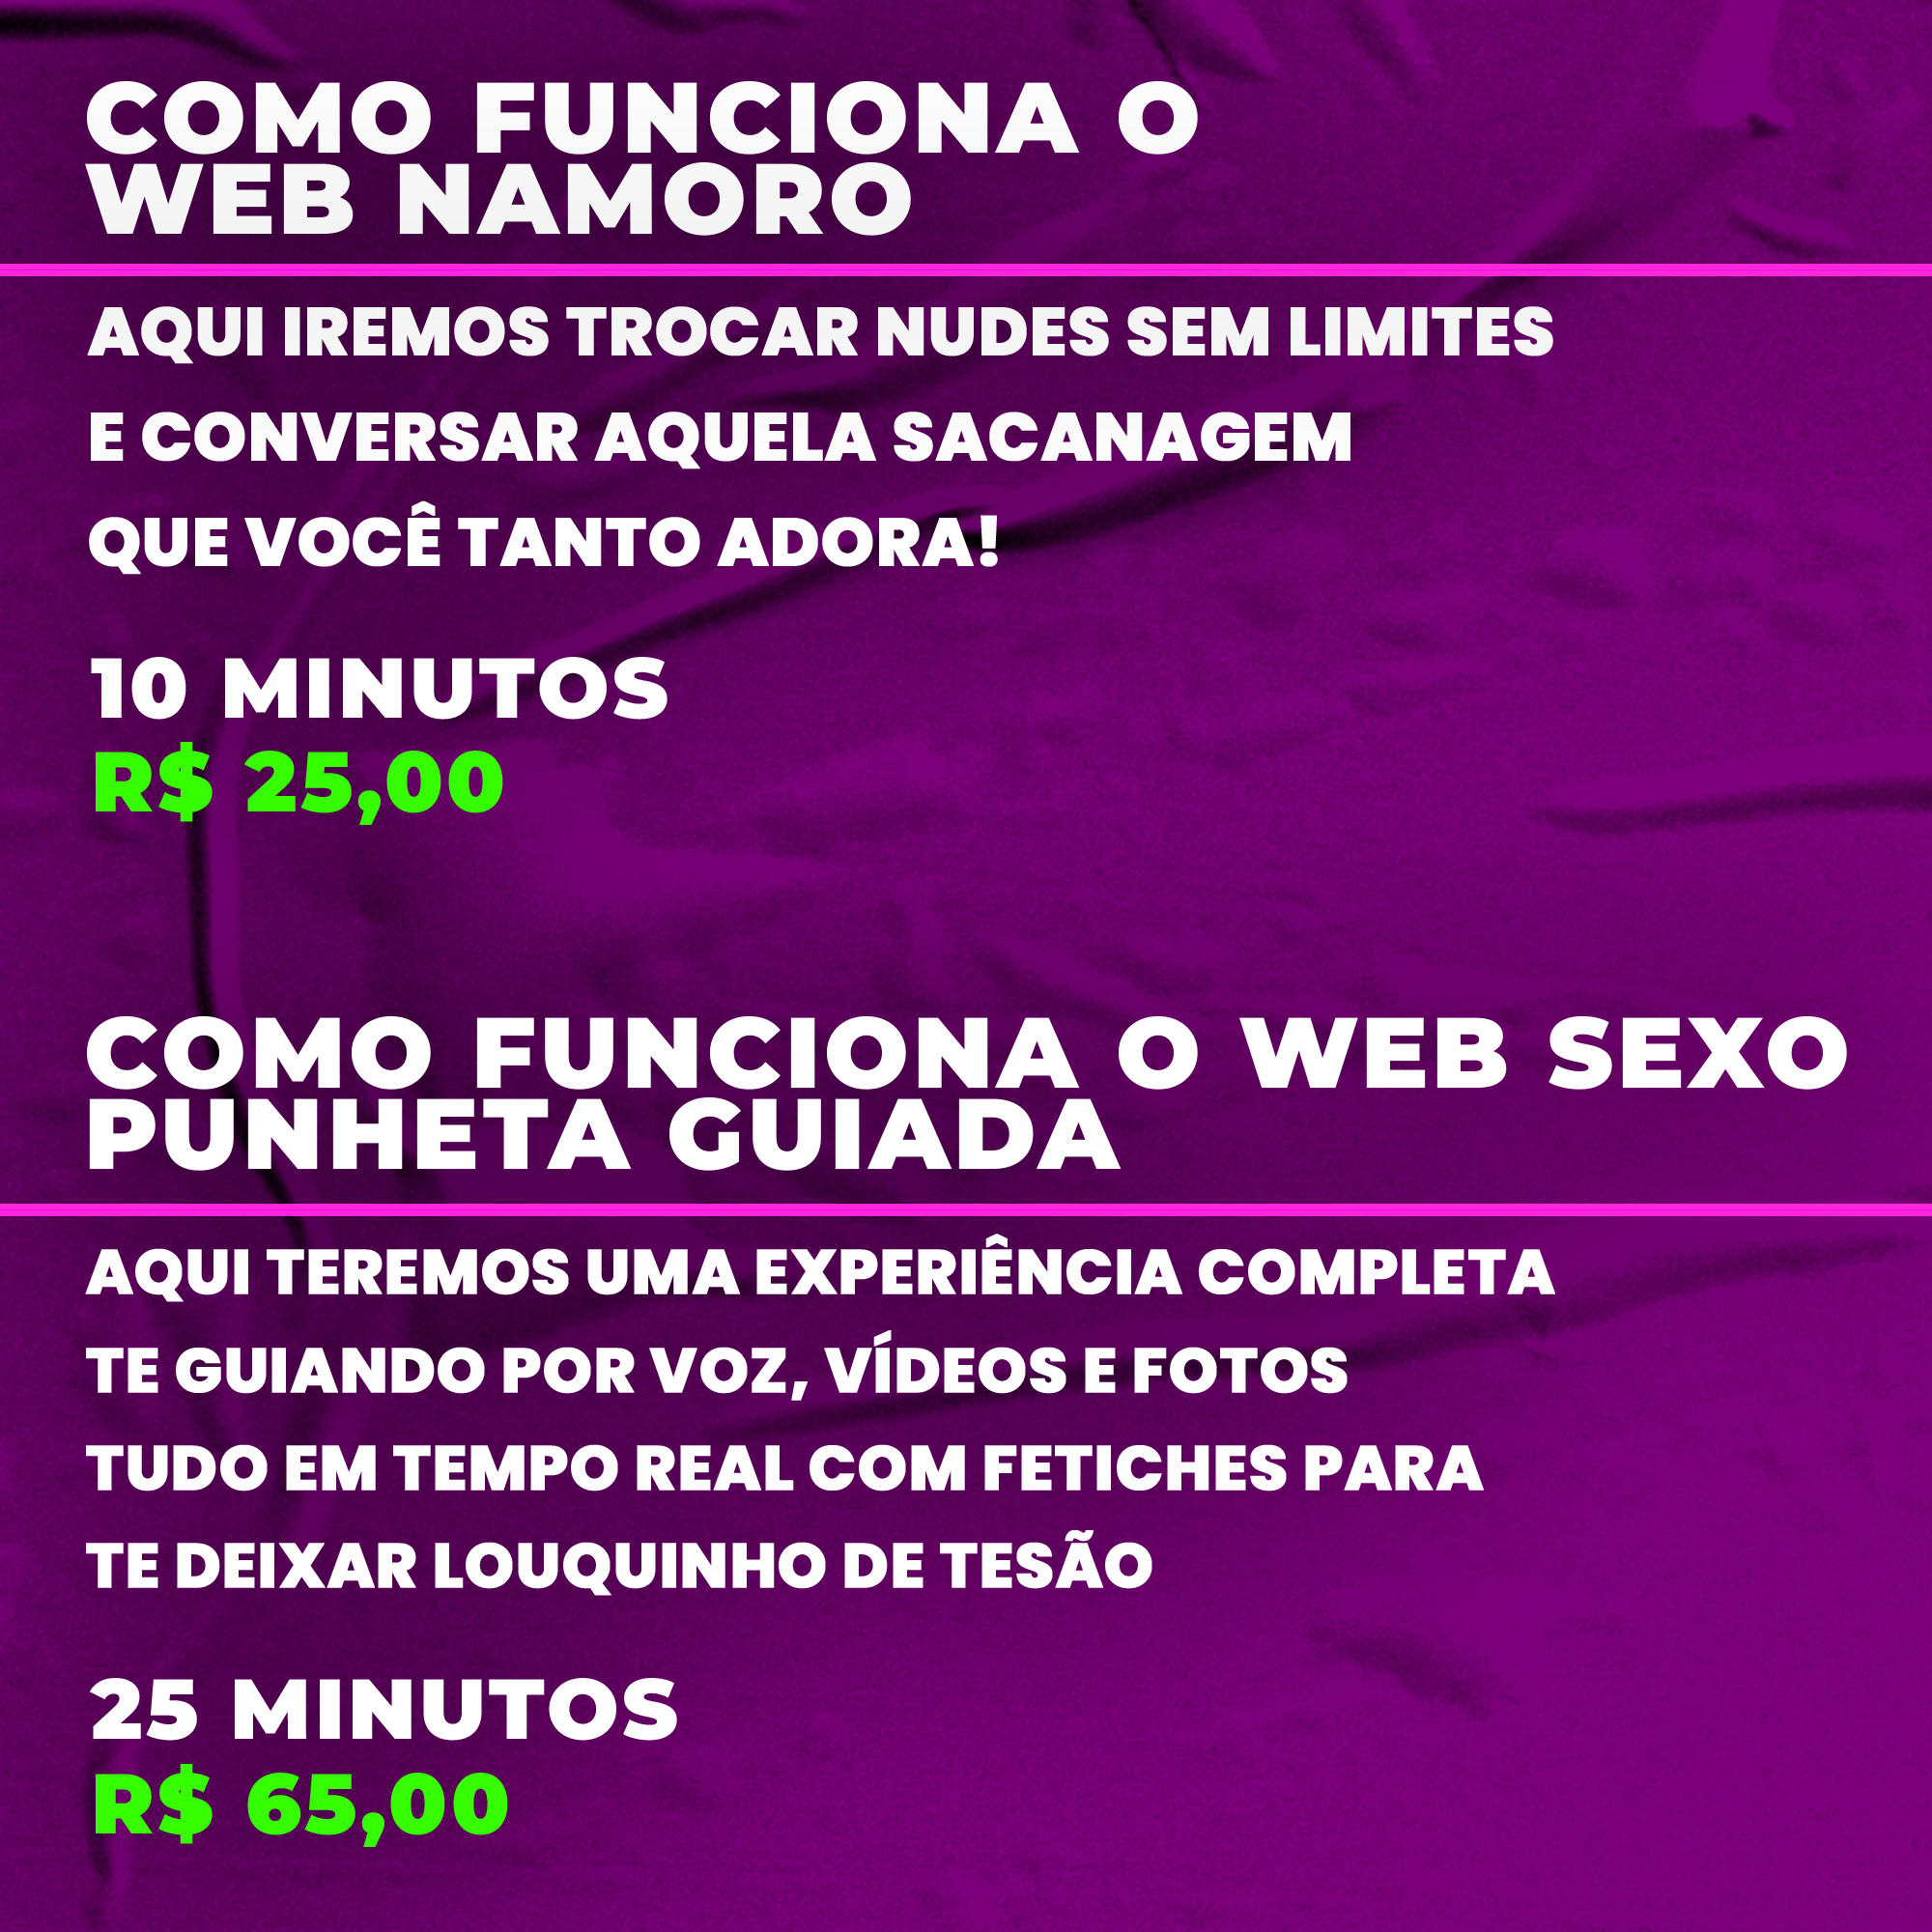 COMO FUNCIONA O
WEB NAMORO
AQUI IREMOS TROCAR NUDES SEM LIMITES
E CONVERSAR AQUELA SACANAGEM
QUE VOCÊ TANTO ADORA!
10 MINUTOS
R$ 25,00
COMO FUNCIONA O WEB SEXO
PUNHETA GUIADA
AQUI TEREMOS UMA EXPERIÊNCIA COMPLETA
TE GUIANDO POR VOZ, VÍDEOS E FOTOS
TUDO EM TEMPO REAL COM FETICHES PARA
TE DEIXAR LOUQUINHO DE TESÃO
25 MINUTOS
R$ 65,00